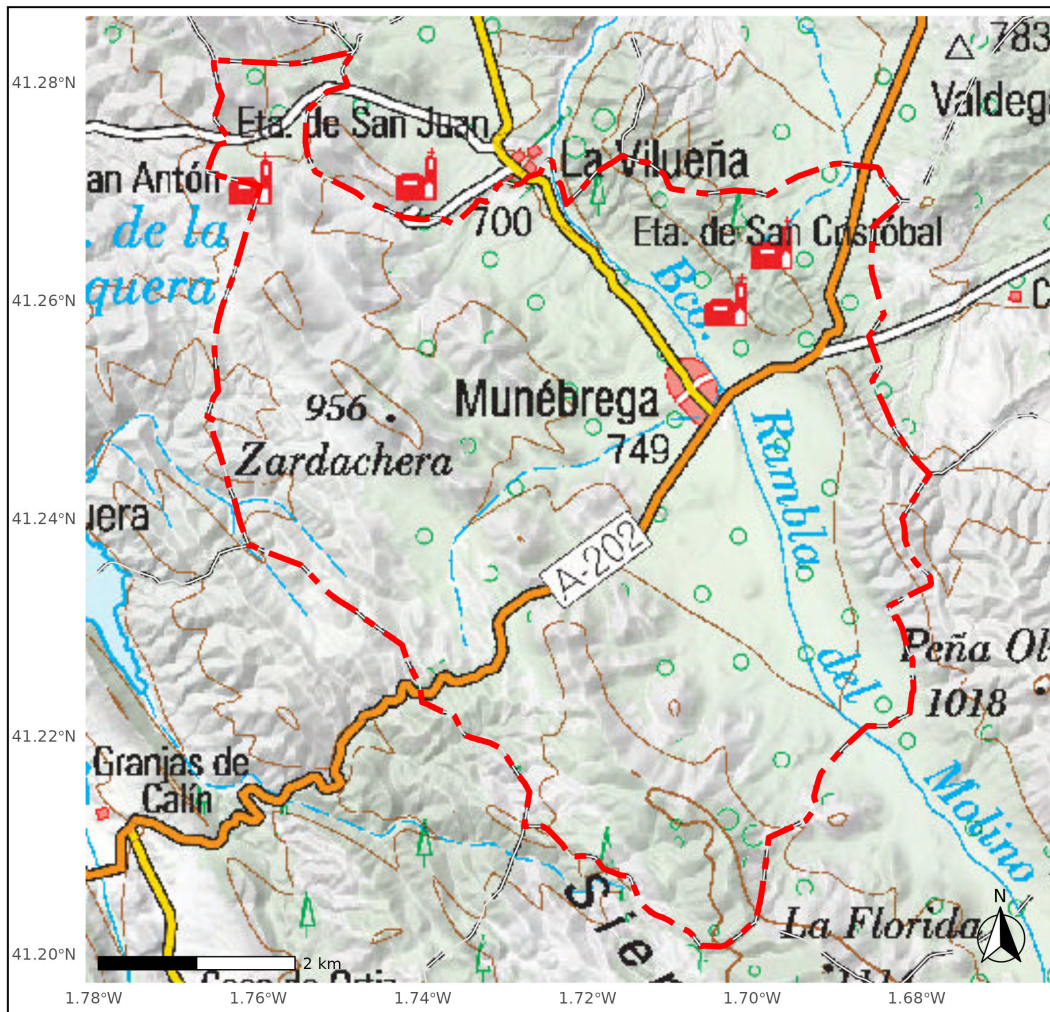 783
41.28°N
Valdega
Eta. de San Juan
La Vilueña
an Antón
700
. de la
Eta. de San Cristóbal
quera
41.26°N
Bco.
C
956
Munébrega
Zardachera
749
Rambla
uera
41.24°N
A-202
del
Peña Ol
1018
41.22°N
Granjas de
Calín
Molino
Sier
N
La Florida
41.20°N
2 km
1.78°W
1.76°W
1.74°W
1.72°W
1.70°W
1.68°W